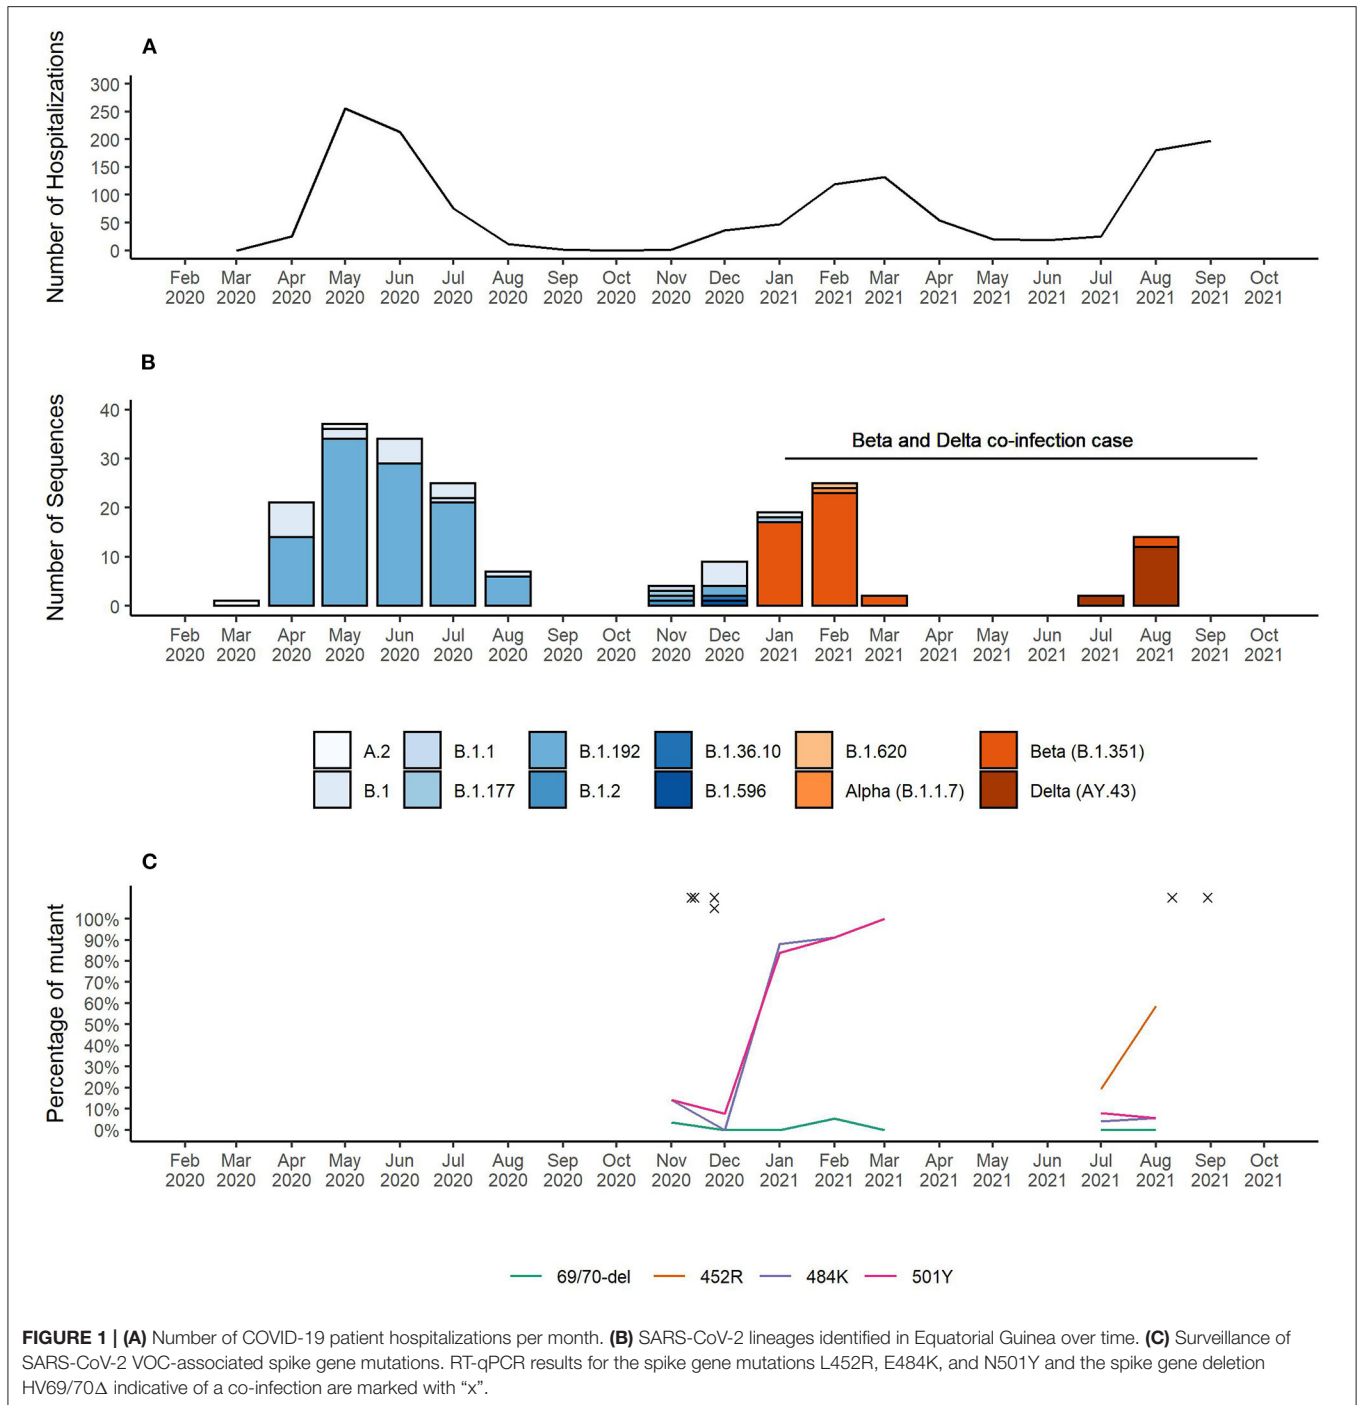 A
Number of Hospitalizations
300
250
200
150
100
50
0
Feb Mar Apr May Jun Jul Aug Sep Oct Nov Dec Jan Feb Mar Apr May Jun Jul Aug Sep Oct
2020 2020 2020 2020 2020 2020 2020 2020 2020 2020 2020 2021 2021 2021 2021 2021 2021 2021 2021 2021 2021
B
Number of Sequences
40
30
20
10
0
Beta and Delta co-infection case
Feb Mar Apr May Jun Jul Aug Sep Oct Nov Dec Jan Feb Mar Apr May Jun Jul Aug Sep Oct
2020 2020 2020 2020 2020 2020 2020 2020 2020 2020 2020 2021 2021 2021 2021 2021 2021 2021 2021 2021 2021
A.2 B.1.1 B.1.192 B.1.36.10 B.1.620 Beta (B.1.351)
B.1 B.1.177 B.1.2 B.1.596 Alpha (B.1.1.7) Delta (AY.43)
C
Percentage of mutant
100%
90%
80%
70%
60%
50%
40%
30%
20%
10%
0%
Feb Mar Apr May Jun Jul Aug Sep Oct Nov Dec Jan Feb Mar Apr May Jun Jul Aug Sep Oct
2020 2020 2020 2020 2020 2020 2020 2020 2020 2020 2020 2021 2021 2021 2021 2021 2021 2021 2021 2021 2021
69/70-del 452R 484K 501Y
FIGURE 1 | (A) Number of COVID-19 patient hospitalizations per month. (B) SARS-CoV-2 lineages identified in Equatorial Guinea over time. (C) Surveillance of
SARS-CoV-2 VOC-associated spike gene mutations. RT-qPCR results for the spike gene mutations L452R, E484K, and N501Y and the spike gene deletion
HV69/70Δ indicative of a co-infection are marked with “x”.